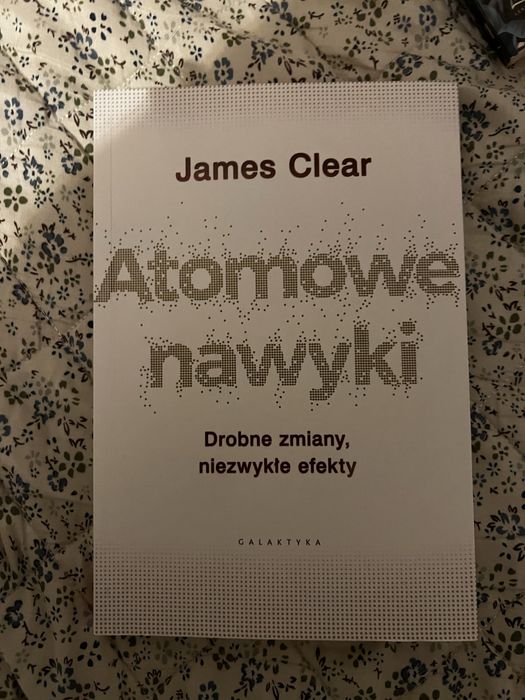 James Clear
Atomowe
nawyki
Drobne zmiany,
niezwykłe efekty
GALAKTYKA